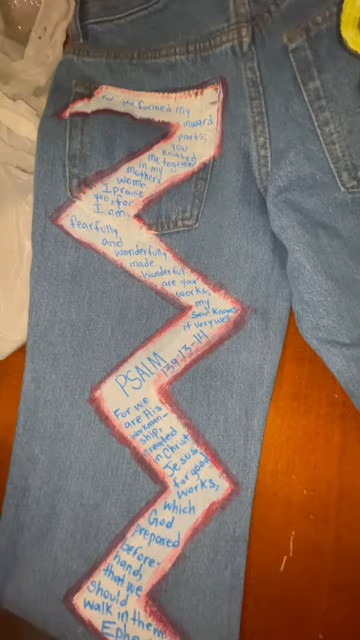 ~ you formed my
inward
parts;
you
knitted
me together
in my
mother's
womb.
I praise
you, for
I am
fearfully
and
wonderfully
made.
Wonderful
are your
works,
my
soul knows
it very well.
PSALM
139:13-14
For we
are His
workman-
ship,
created
in Christ
Jesus
for good
works,
which
God
prepared
before-
hand,
that we
should
walk in them.
Ephe